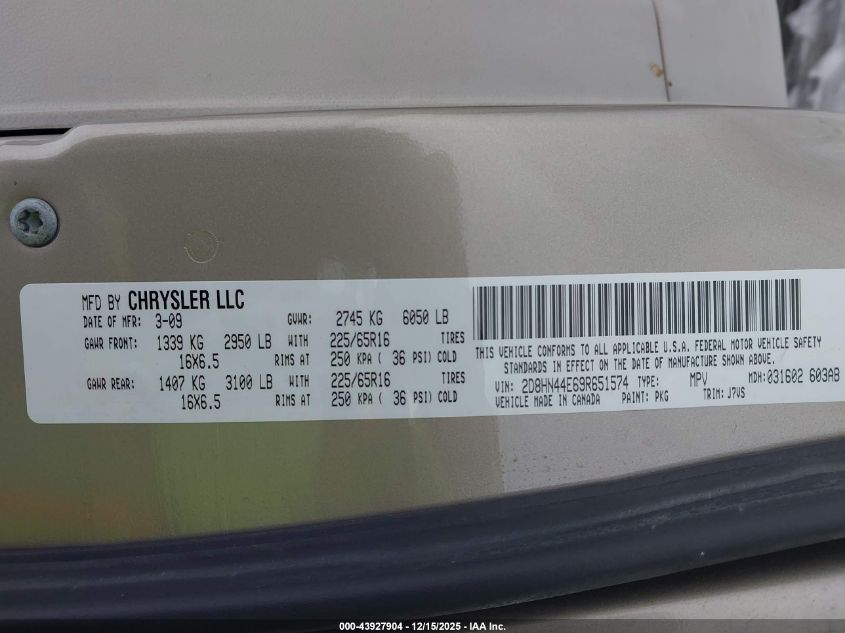 MFD BY CHRYSLER LLC
DATE OF MFR: 3-09 GVWR: 2745 KG 6050 LB
GAWR FRONT: 1339 KG 2950 LB WITH 225/65R16 TIRES
16X6.5 RIMS AT 250 KPA ( 36 PSI) COLD
GAWR REAR: 1407 KG 3100 LB WITH 225/65R16 TIRES
16X6.5 RIMS AT 250 KPA ( 36 PSI) COLD
THIS VEHICLE CONFORMS TO ALL APPLICABLE U.S.A. FEDERAL MOTOR VEHICLE SAFETY
STANDARDS IN EFFECT ON THE DATE OF MANUFACTURE SHOWN ABOVE.
VIN: 2D8HN44E69R651574 TYPE: MPV MDH: 031602 603AB
VEHICLE MADE IN CANADA PAINT: PKG TRIM: J7VS
000-43927904 - 12/15/2025 - IAA Inc.